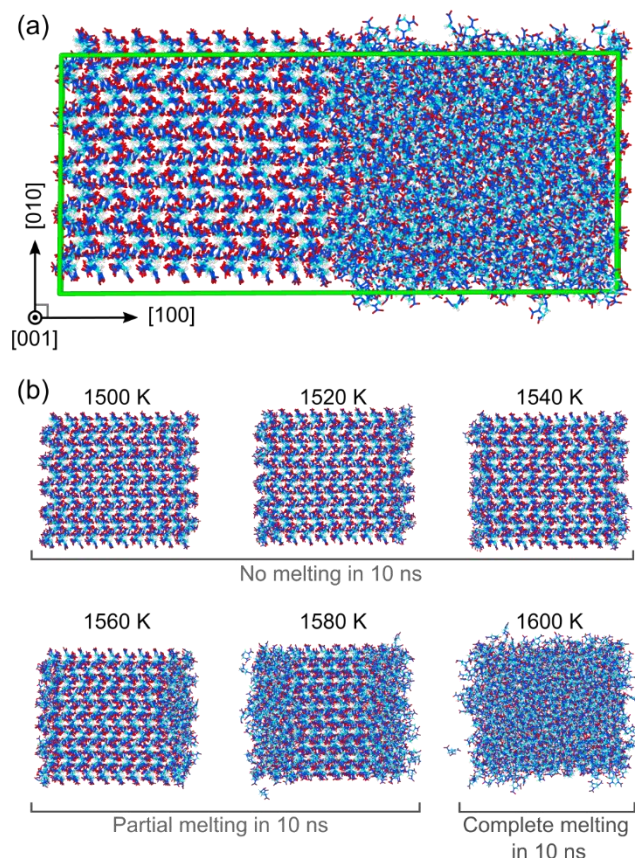 (a)
[010]
[001]
[100]
(b)
1500 K
1520 K
1540 K
No melting in 10 ns
1560 K
1580 K
1600 K
Partial melting in 10 ns
Complete melting
in 10 ns